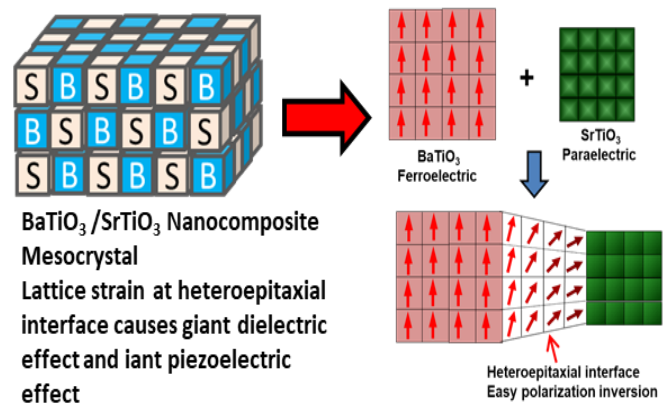 S B S B S B
B S B S B S
S B S B S B
BaTiO3 /SrTiO3 Nanocomposite
Mesocrystal
Lattice strain at heteroepitaxial
interface causes giant dielectric
effect and iant piezoelectric
effect
+
BaTiO3
Ferroelectric
SrTiO3
Paraelectric
Heteroepitaxial interface
Easy polarization inversion